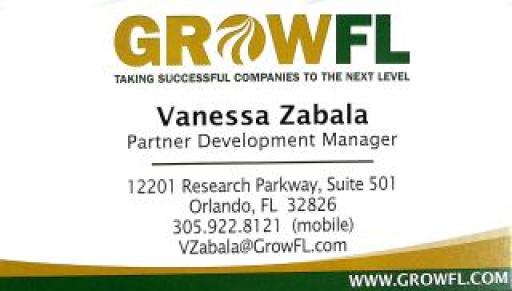 GROWFL
TAKING SUCCESSFUL COMPANIES TO THE NEXT LEVEL
Vanessa Zabala
Partner Development Manager
12201 Research Parkway, Suite 501
Orlando, FL 32826
305.922.8121 (mobile)
VZabala@GrowFL.com
WWW.GROWFL.COM